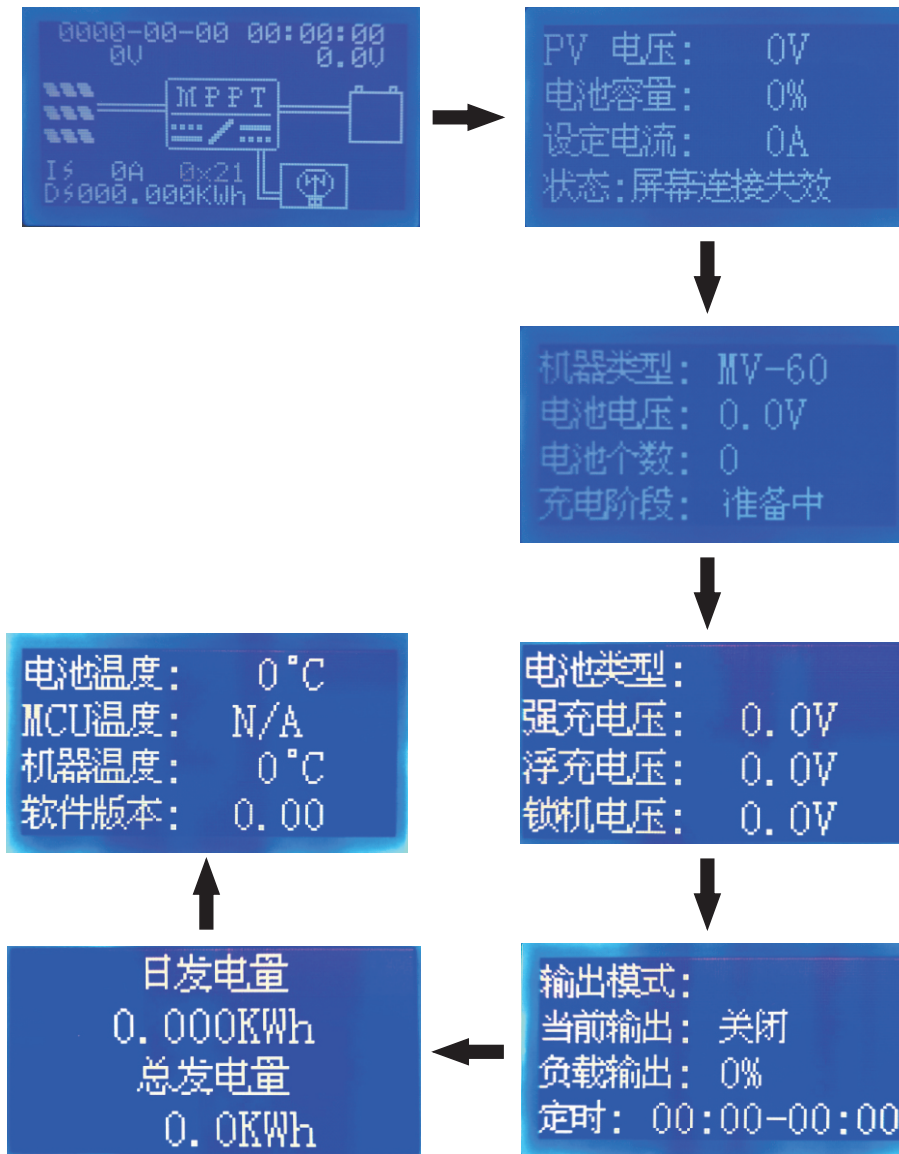 0000-00-00 00:00:00
0V 0.0V
MPPT
I⚡ 0A 0x21
D⚡000.000KWh
PV 电压: 0V
电池容量: 0%
设定电流: 0A
状态:屏幕连接失效
机器类型: MV-60
电池电压: 0.0V
电池个数: 0
充电阶段: 准备中
电池类型:
强充电压: 0.0V
浮充电压: 0.0V
锁机电压: 0.0V
输出模式:
当前输出: 关闭
负载输出: 0%
定时: 00:00-00:00
日发电量
0.000KWh
总发电量
0.0KWh
电池温度: 0°C
MCU温度: N/A
机器温度: 0°C
软件版本: 0.00